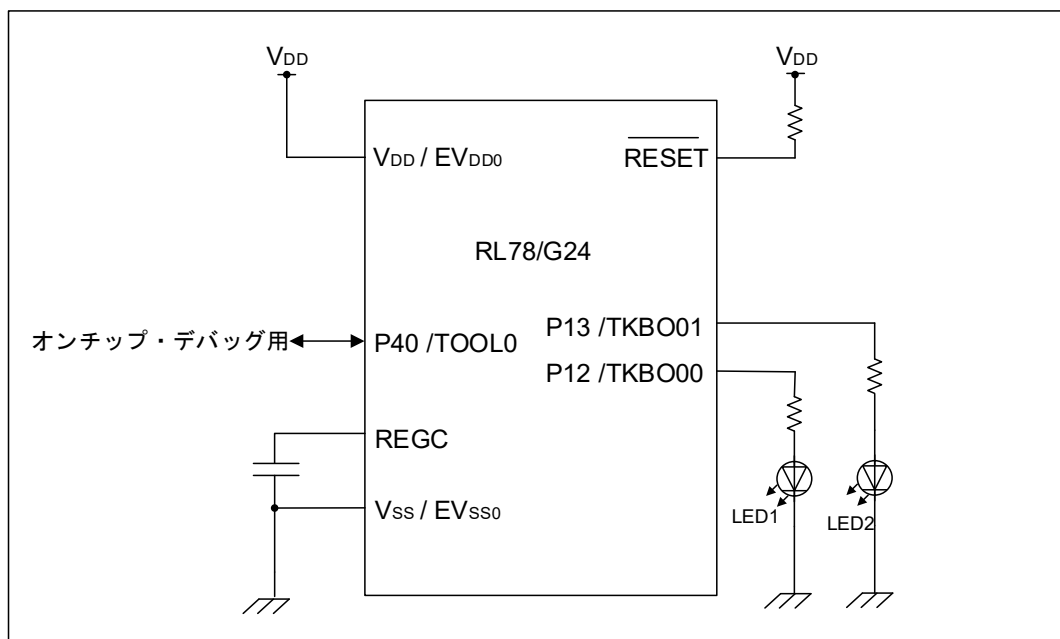 VDD
VDD
VDD / EVDD0
RESET
RL78/G24
P13 /TKBO01
オンチップ・デバッグ用
P40 /TOOL0
P12 /TKBO00
REGC
VSS / EVSS0
LED1
LED2